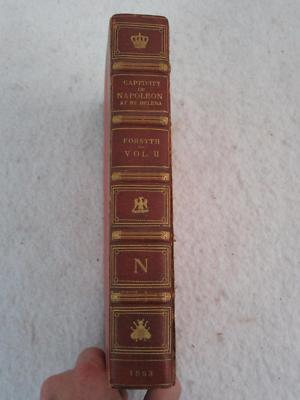 CAPTIVITY
OF
NAPOLEON
AT ST HELENA
FORSYTH
VOL II
N
1853